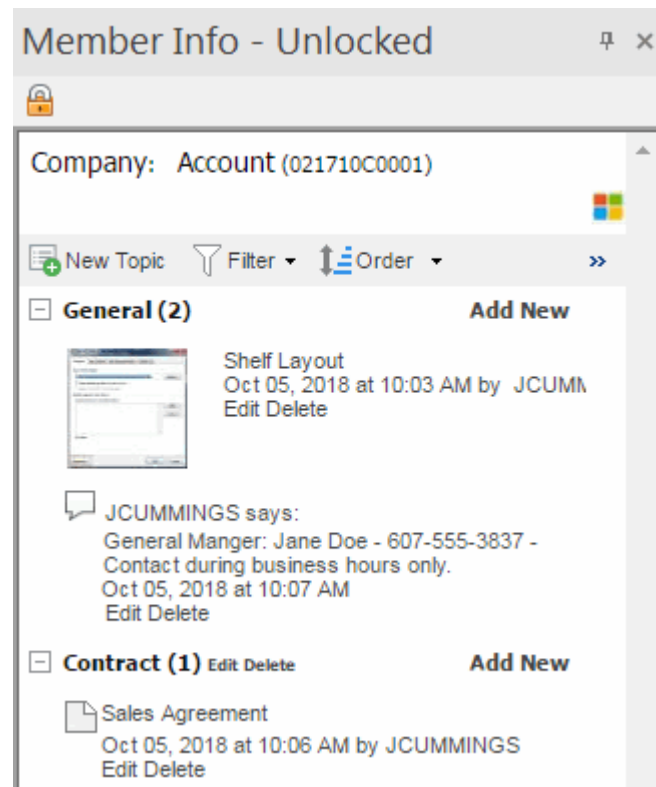 Member Info - Unlocked
Company: Account (021710C0001)
New Topic Filter Order »
General (2) Add New
Shelf Layout
Oct 05, 2018 at 10:03 AM by JCUMM
Edit Delete
JCUMMINGS says:
General Manger: Jane Doe - 607-555-3837 -
Contact during business hours only.
Oct 05, 2018 at 10:07 AM
Edit Delete
Contract (1) Edit Delete Add New
Sales Agreement
Oct 05, 2018 at 10:06 AM by JCUMMINGS
Edit Delete